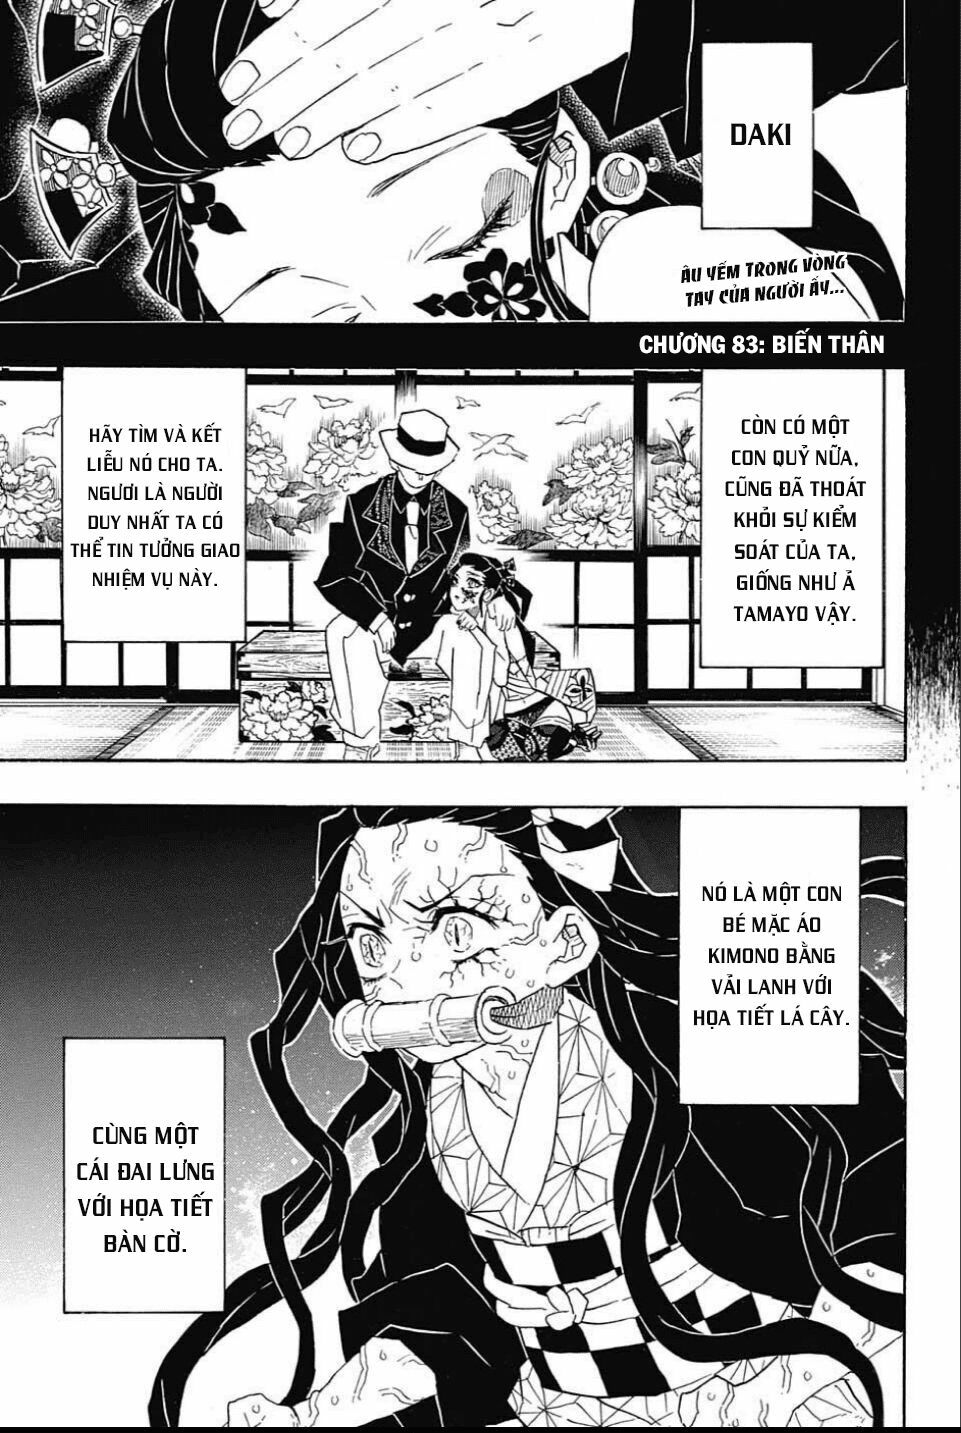 DAKI
ÂU YẾM TRONG VÒNG
TAY CỦA NGƯỜI ẤY...
CHƯƠNG 83: BIẾN THÂN
CÒN CÓ MỘT
CON QUỶ NỮA,
CŨNG ĐÃ THOÁT
KHỎI SỰ KIỂM
SOÁT CỦA TA,
GIỐNG NHƯ Ả
TAMAYO VẬY.
HÃY TÌM VÀ KẾT
LIỄU NÓ CHO TA.
NGƯƠI LÀ NGƯỜI
DUY NHẤT TA CÓ
THỂ TIN TƯỞNG GIAO
NHIỆM VỤ NÀY.
NÓ LÀ MỘT CON
BÉ MẶC ÁO
KIMONO BẰNG
VẢI LANH VỚI
HỌA TIẾT LÁ CÂY.
CÙNG MỘT
CÁI ĐAI LƯNG
VỚI HỌA TIẾT
BÀN CỜ.